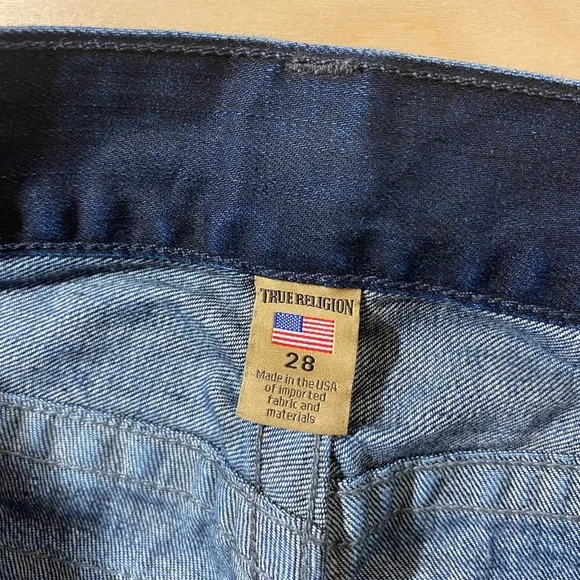 TRUE RELIGION
28
Made in the USA
of imported
fabric and
materials